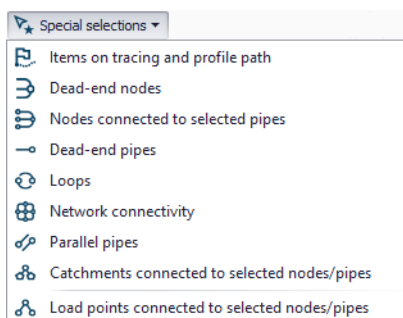 Special selections
Items on tracing and profile path
Dead-end nodes
Nodes connected to selected pipes
Dead-end pipes
Loops
Network connectivity
Parallel pipes
Catchments connected to selected nodes/pipes
Load points connected to selected nodes/pipes